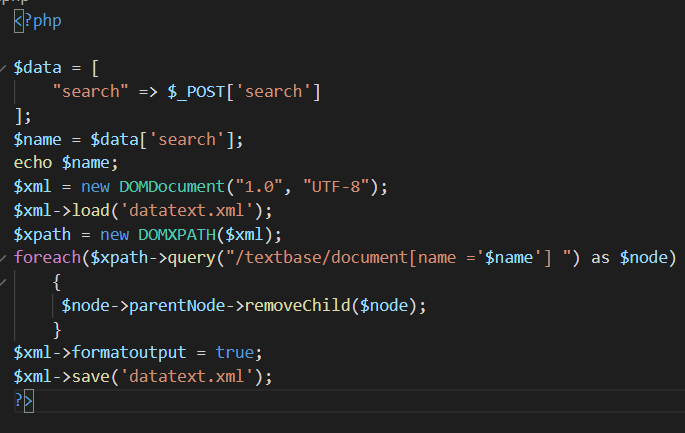 php
<?php
$data = [
"search" => $_POST['search']
];
$name = $data['search'];
echo $name;
$xml = new DOMDocument("1.0", "UTF-8");
$xml->load('datatext.xml');
$xpath = new DOMXPATH($xml);
foreach($xpath->query("/textbase/document[name ='$name'] ") as $node)
{
$node->parentNode->removeChild($node);
}
$xml->formatoutput = true;
$xml->save('datatext.xml');
?>